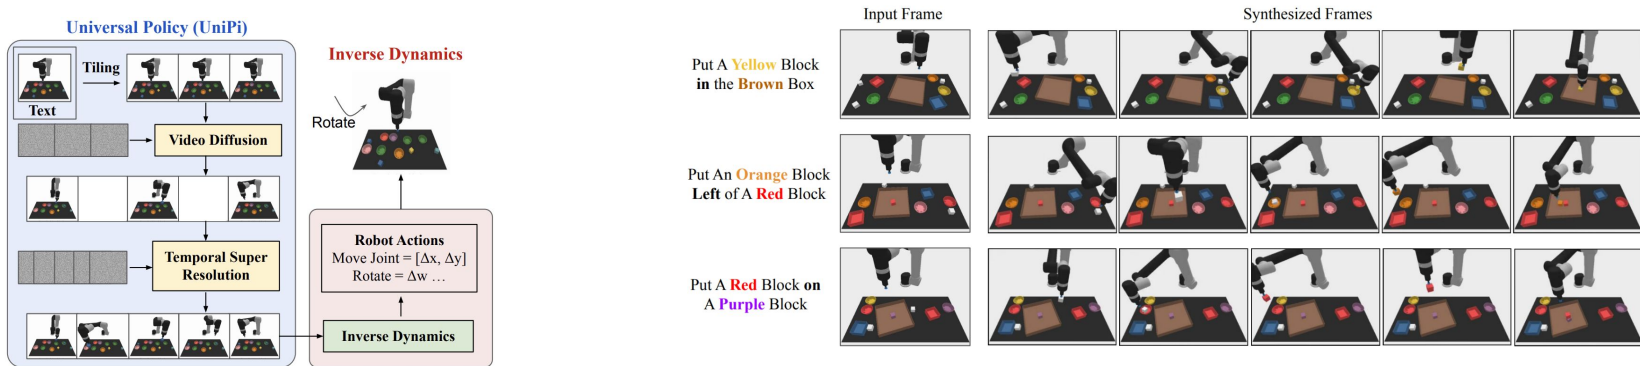 Universal Policy (UniPi)
Tiling
Text
Video Diffusion
Temporal Super
Resolution
Inverse Dynamics
Rotate
Robot Actions
Move Joint = [Δx, Δy]
Rotate = Δw …
Inverse Dynamics
Input Frame
Synthesized Frames
Put A Yellow Block
in the Brown Box
Put An Orange Block
Left of A Red Block
Put A Red Block on
A Purple Block